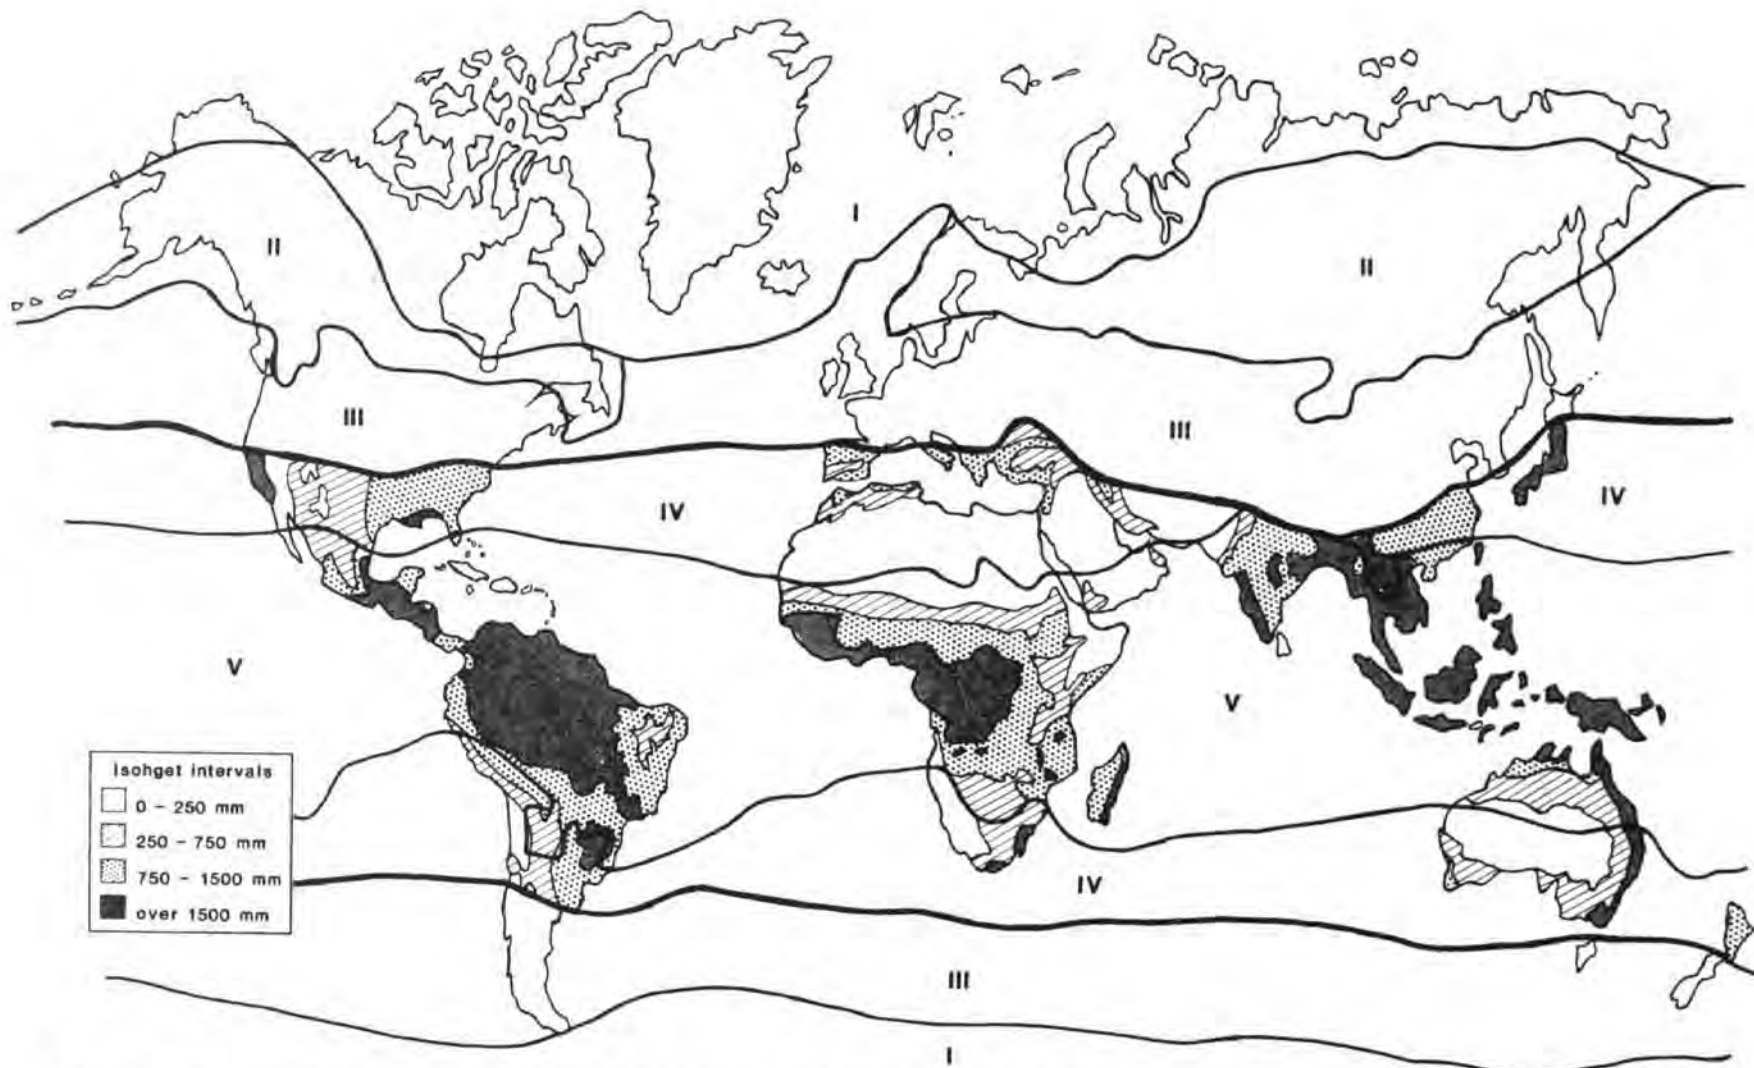 I
II
II
III
III
IV
IV
V
V
Isohget intervals
0 - 250 mm
250 - 750 mm
750 - 1500 mm
over 1500 mm
IV
III
I